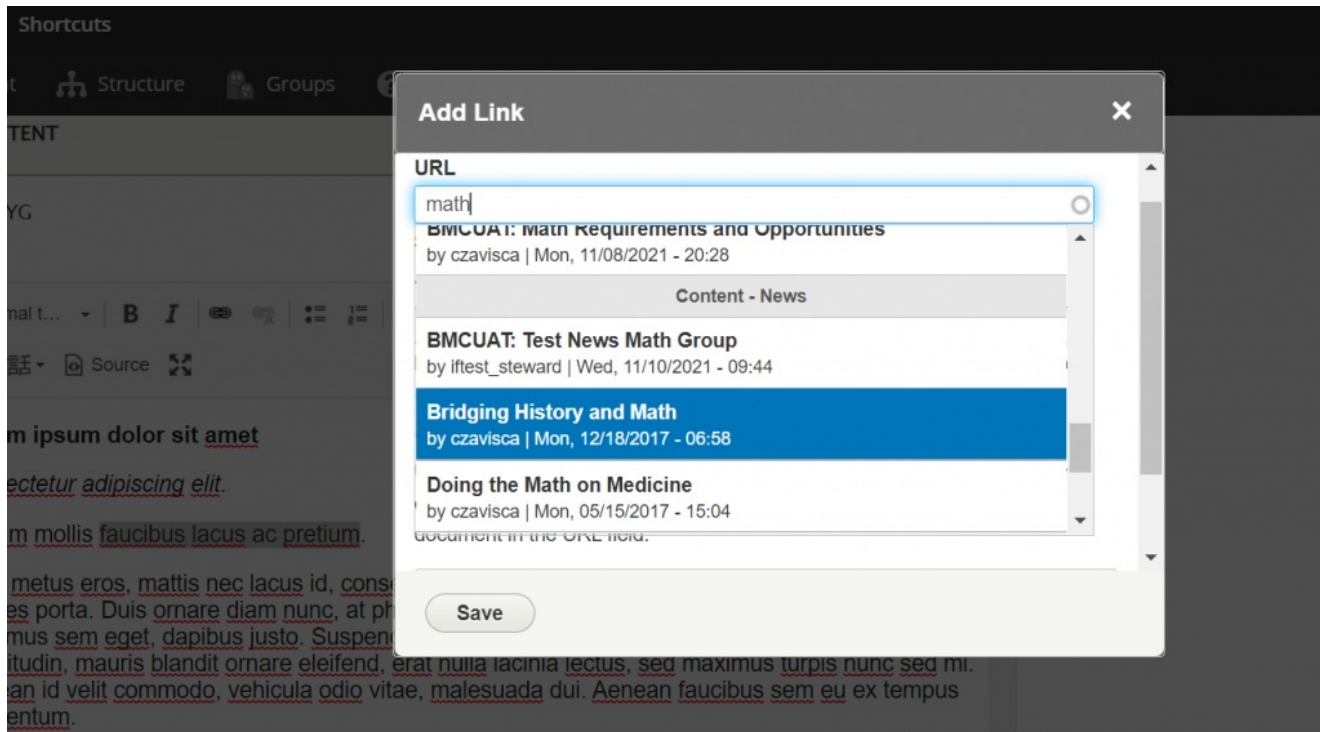 Shortcuts
Structure
Groups
Add Link
TENT
URL
YG
math
BMCUAT: Math Requirements and Opportunities
by czavisca | Mon, 11/08/2021 - 20:28
Content - News
mal t...
B I
BMCUAT: Test News Math Group
by iftest_steward | Wed, 11/10/2021 - 09:44
話
Source
Bridging History and Math
by czavisca | Mon, 12/18/2017 - 06:58
m ipsum dolor sit amet
ectetur adipiscing elit.
Doing the Math on Medicine
by czavisca | Mon, 05/15/2017 - 15:04
m mollis faucibus lacus ac pretium.
document in the URL field.
metus eros, mattis nec lacus id, conse
es porta. Duis ornare diam nunc, at ph
Save
mus sem eget, dapibus justo. Suspen
itudin, mauris blandit ornare eleifend, erat nulla lacinia lectus, sed maximus turpis nunc sed mi.
an id velit commodo, vehicula odio vitae, malesuada dui. Aenean faucibus sem eu ex tempus
entum.